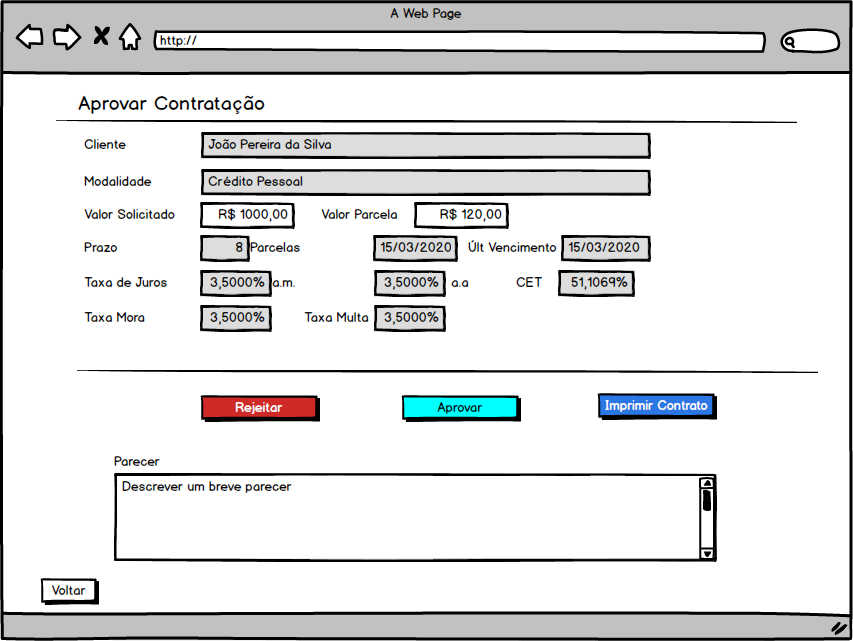 A Web Page
http://
Aprovar Contratação
Cliente João Pereira da Silva
Modalidade Crédito Pessoal
Valor Solicitado R$ 1000,00 Valor Parcela R$ 120,00
Prazo 8 Parcelas 15/03/2020 Últ Vencimento 15/03/2020
Taxa de Juros 3,5000% a.m. 3,5000% a.a CET 51,1069%
Taxa Mora 3,5000% Taxa Multa 3,5000%
Rejeitar Aprovar Imprimir Contrato
Parecer
Descrever um breve parecer
Voltar